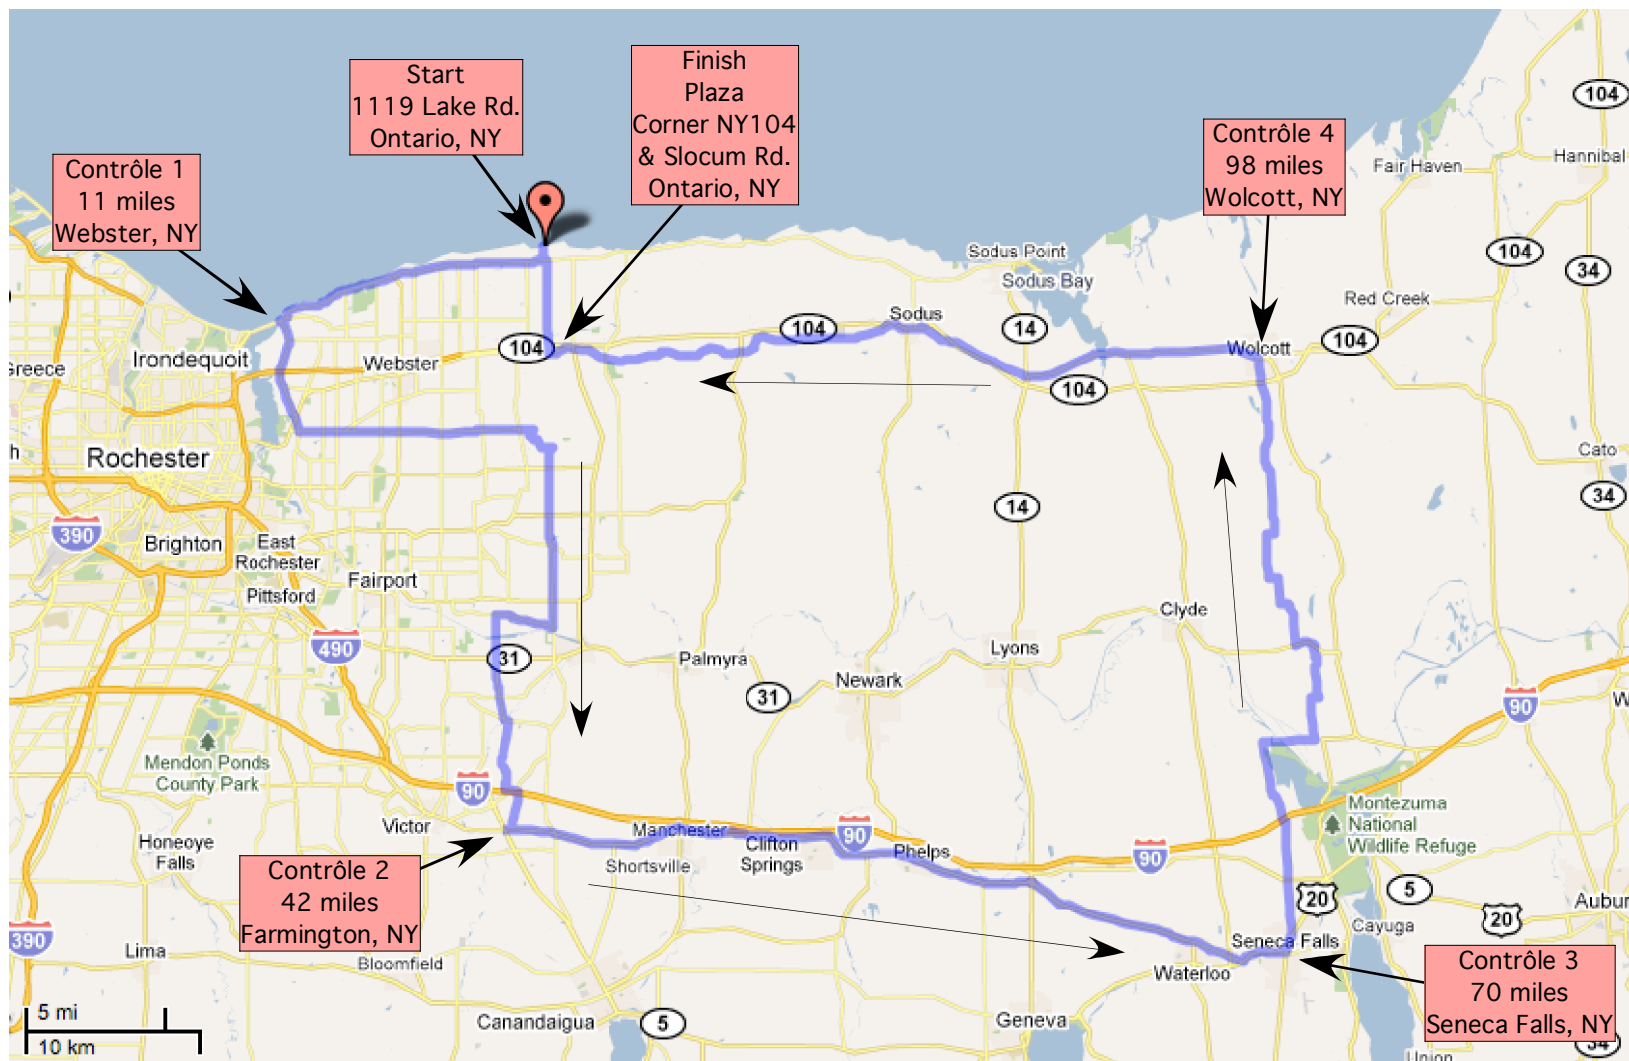 Start
1119 Lake Rd.
Ontario, NY
Finish
Plaza
Corner NY104
& Slocum Rd.
Ontario, NY
Contrôle 4
98 miles
Wolcott, NY
Contrôle 1
11 miles
Webster, NY
104
Fair Haven
Hannibal
Sodus Point
Sodus Bay
104
34
Red Creek
Sodus
104
14
104
104
Irondequoit
Webster
Wolcott
104
Rochester
Cato
34
14
390
Brighton
East
Rochester
Pittsford
Fairport
Clyde
490
31
Palmyra
Lyons
Newark
31
90
Mendon Ponds
County Park
90
Montezuma
National
Wildlife Refuge
Victor
Manchester
90
Clifton
Springs
Phelps
90
Honeoye
Falls
Shortsville
Contrôle 2
42 miles
Farmington, NY
20
5
20
390
Lima
Bloomfield
Cayuga
Seneca Falls
Waterloo
Contrôle 3
70 miles
Seneca Falls, NY
5 mi
10 km
Canandaigua
5
Geneva
34